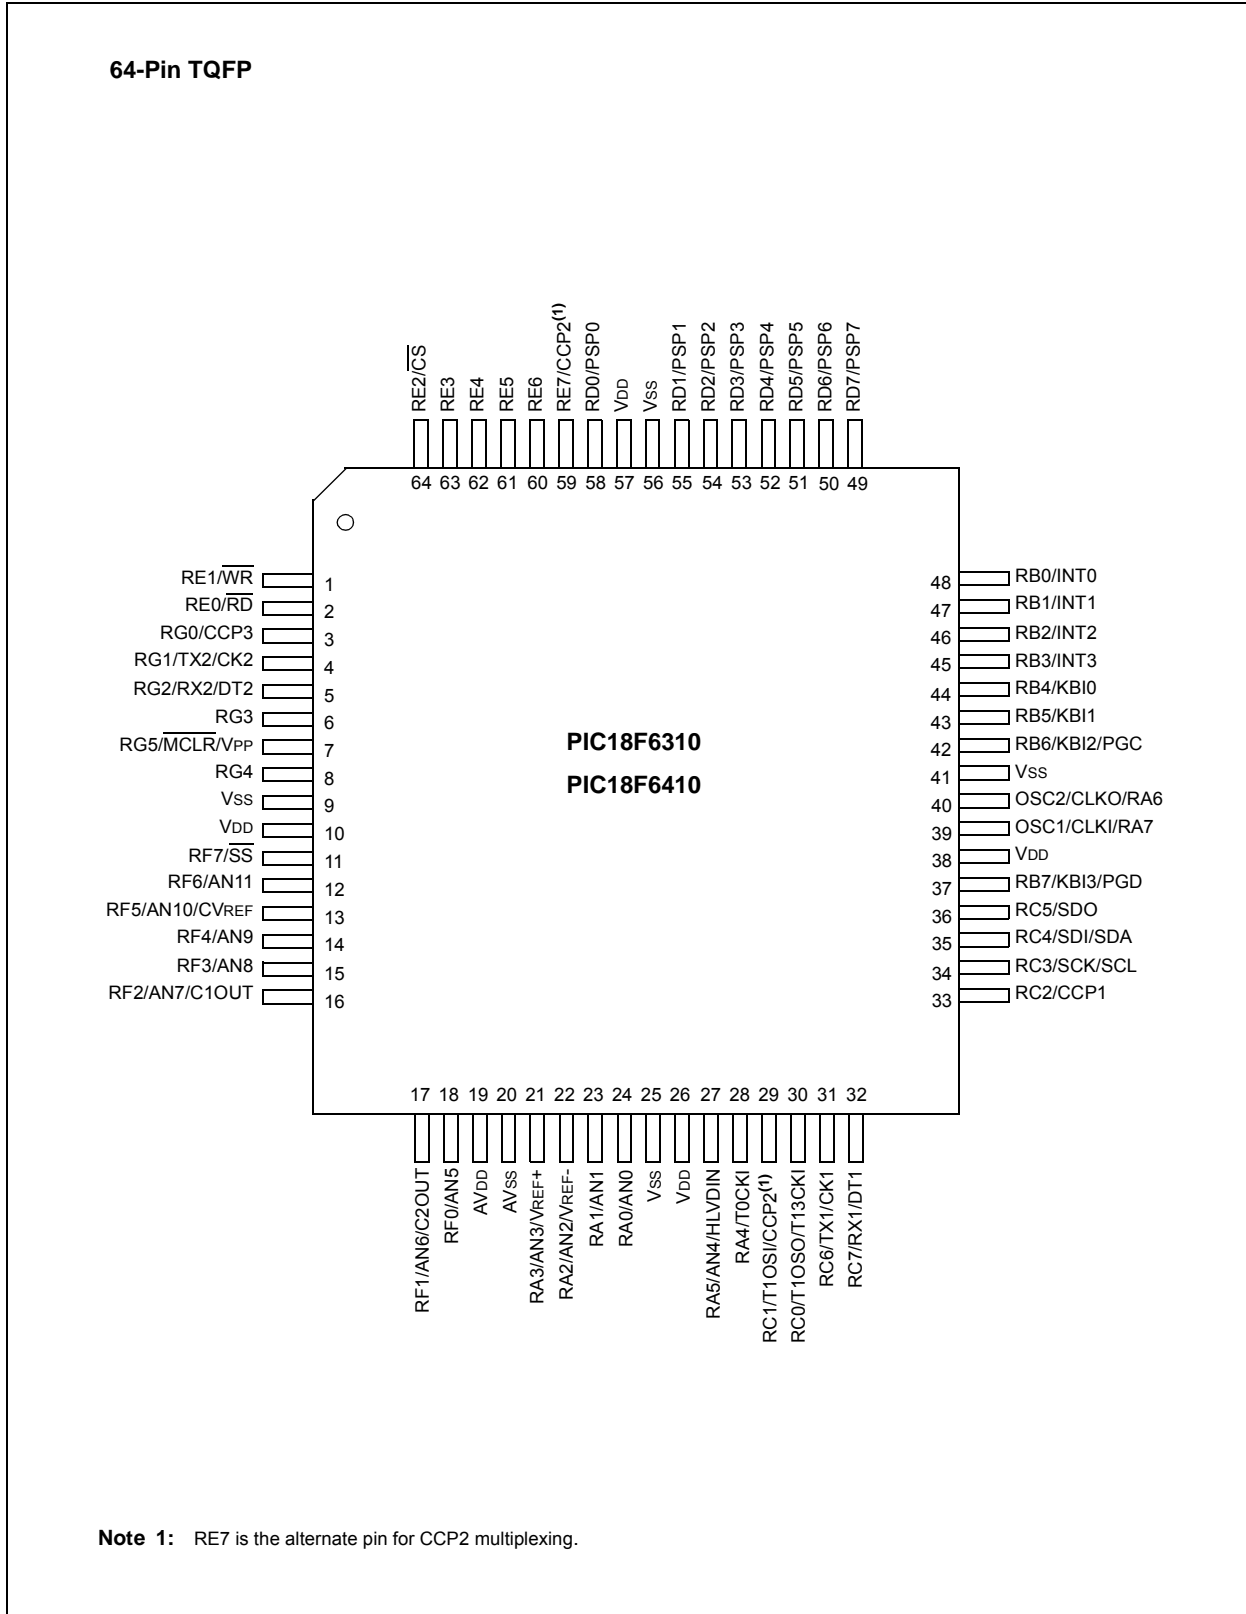 64-Pin TQFP
RE2/CS
RE3
RE4
RE5
RE6
RE7/CCP2(1)
RD0/PSP0
VDD
VSS
RD1/PSP1
RD2/PSP2
RD3/PSP3
RD4/PSP4
RD5/PSP5
RD6/PSP6
RD7/PSP7
64 63 62 61 60 59 58 57 56 55 54 53 52 51 50 49
RE1/WR 1
RE0/RD 2
RG0/CCP3 3
RG1/TX2/CK2 4
RG2/RX2/DT2 5
RG3 6
RG5/MCLR/VPP 7
RG4 8
VSS 9
VDD 10
RF7/SS 11
RF6/AN11 12
RF5/AN10/CVREF 13
RF4/AN9 14
RF3/AN8 15
RF2/AN7/C1OUT 16
PIC18F6310
PIC18F6410
48 RB0/INT0
47 RB1/INT1
46 RB2/INT2
45 RB3/INT3
44 RB4/KBI0
43 RB5/KBI1
42 RB6/KBI2/PGC
41 VSS
40 OSC2/CLKO/RA6
39 OSC1/CLKI/RA7
38 VDD
37 RB7/KBI3/PGD
36 RC5/SDO
35 RC4/SDI/SDA
34 RC3/SCK/SCL
33 RC2/CCP1
17 18 19 20 21 22 23 24 25 26 27 28 29 30 31 32
RF1/AN6/C2OUT
RF0/AN5
AVDD
AVSS
RA3/AN3/VREF+
RA2/AN2/VREF-
RA1/AN1
RA0/AN0
VSS
VDD
RA5/AN4/HLVDIN
RA4/T0CKI
RC1/T1OSI/CCP2(1)
RC0/T1OSO/T13CKI
RC6/TX1/CK1
RC7/RX1/DT1
Note 1: RE7 is the alternate pin for CCP2 multiplexing.